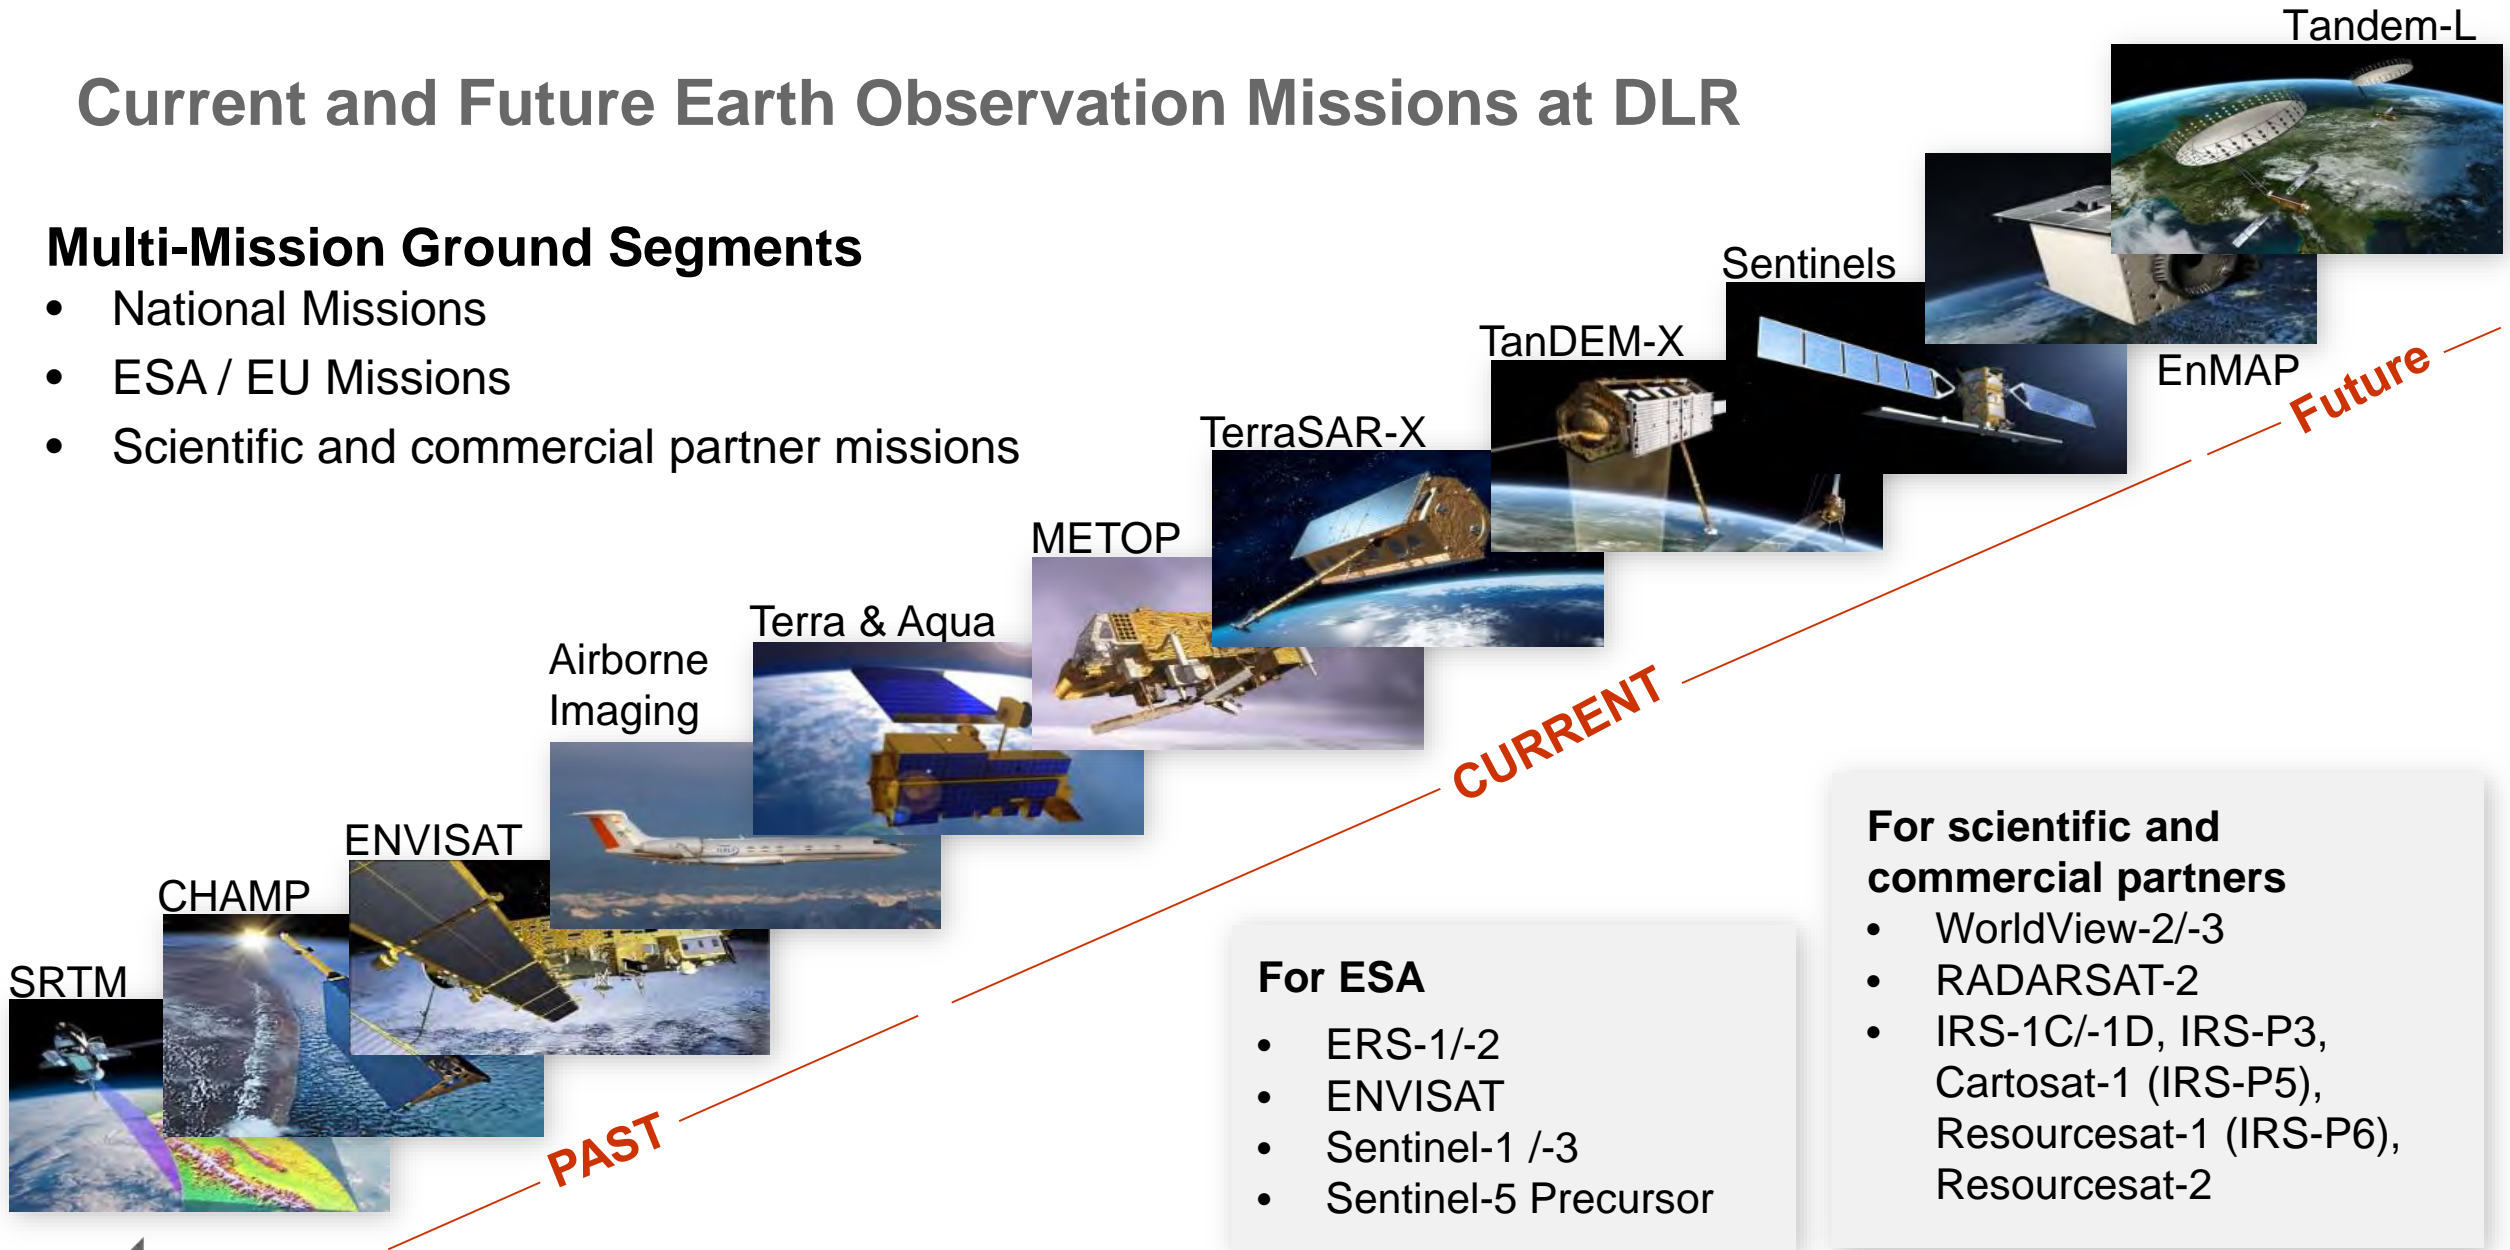 Current and Future Earth Observation Missions at DLR
Multi-Mission Ground Segments
• National Missions
• ESA / EU Missions
• Scientific and commercial partner missions
Tandem-L
EnMAP
Sentinels
TanDEM-X
TerraSAR-X
METOP
Terra & Aqua
Airborne
Imaging
ENVISAT
CHAMP
SRTM
PAST
CURRENT
Future
For ESA
• ERS-1/-2
• ENVISAT
• Sentinel-1 /-3
• Sentinel-5 Precursor
For scientific and
commercial partners
• WorldView-2/-3
• RADARSAT-2
• IRS-1C/-1D, IRS-P3,
Cartosat-1 (IRS-P5),
Resourcesat-1 (IRS-P6),
Resourcesat-2